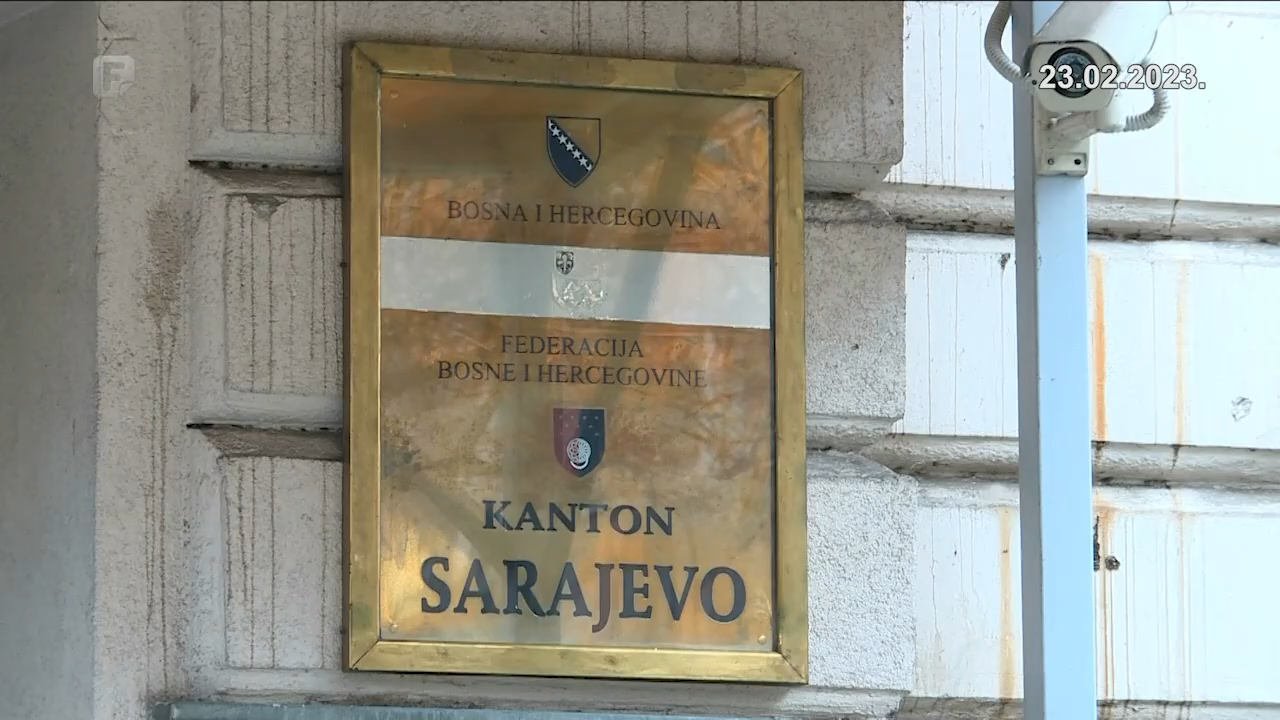 F
23.02.2023.
BOSNA I HERCEGOVINA
FEDERACIJA
BOSNE I HERCEGOVINE
KANTON
SARAJEVO